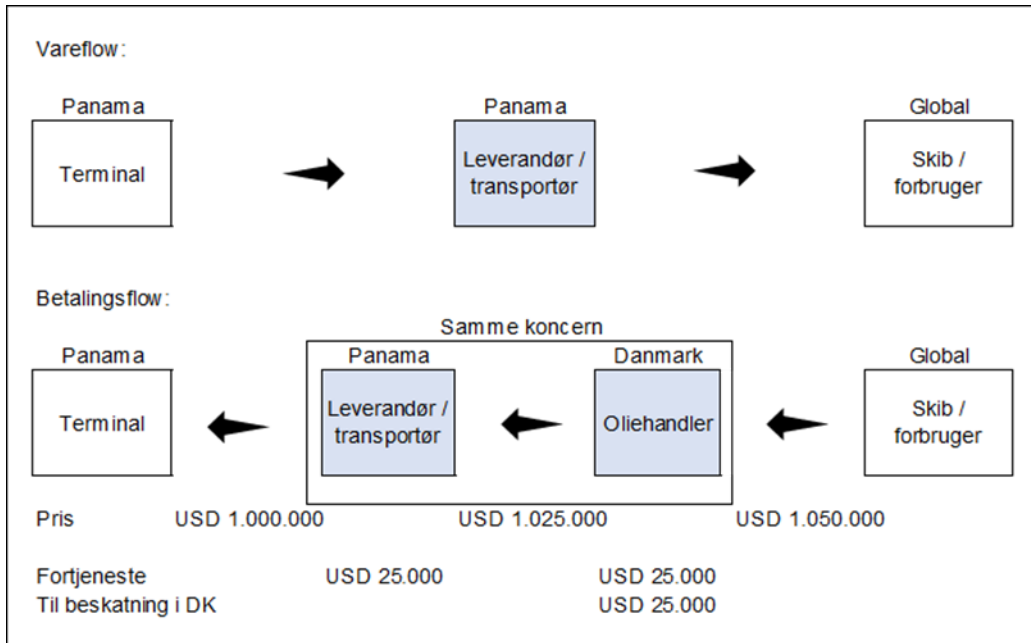 Vareflow:
Panama Panama Global
Terminal
Leverandør /
transportør
Skib /
forbruger
Betalingsflow:
Samme koncern
Panama Panama Danmark Global
Terminal
Leverandør /
transportør
Oliehandler
Skib /
forbruger
Pris USD 1.000.000 USD 1.025.000 USD 1.050.000
Fortjeneste USD 25.000 USD 25.000
Til beskatning i DK USD 25.000